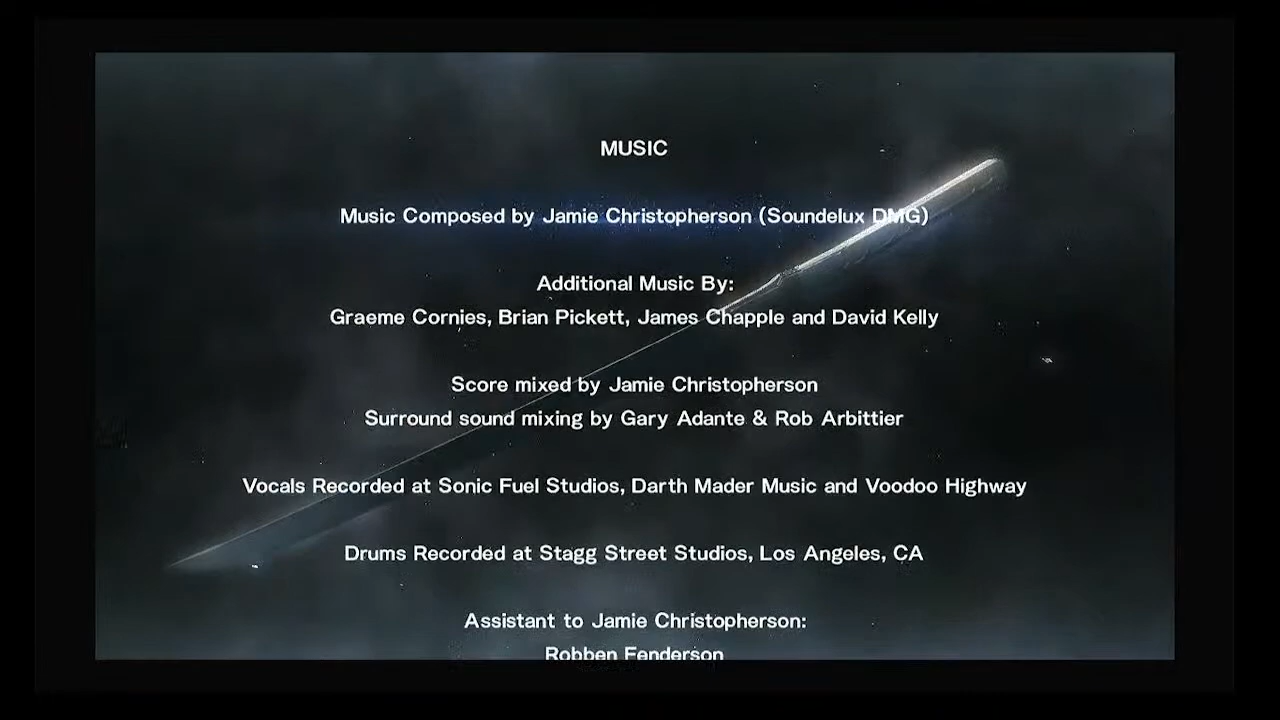 MUSIC
Music Composed by Jamie Christopherson (Soundelux DMG)
Additional Music By:
Graeme Cornies, Brian Pickett, James Chapple and David Kelly
Score mixed by Jamie Christopherson
Surround sound mixing by Gary Adante & Rob Arbittier
Vocals Recorded at Sonic Fuel Studios, Darth Mader Music and Voodoo Highway
Drums Recorded at Stagg Street Studios, Los Angeles, CA
Assistant to Jamie Christopherson:
Robben Fenderson